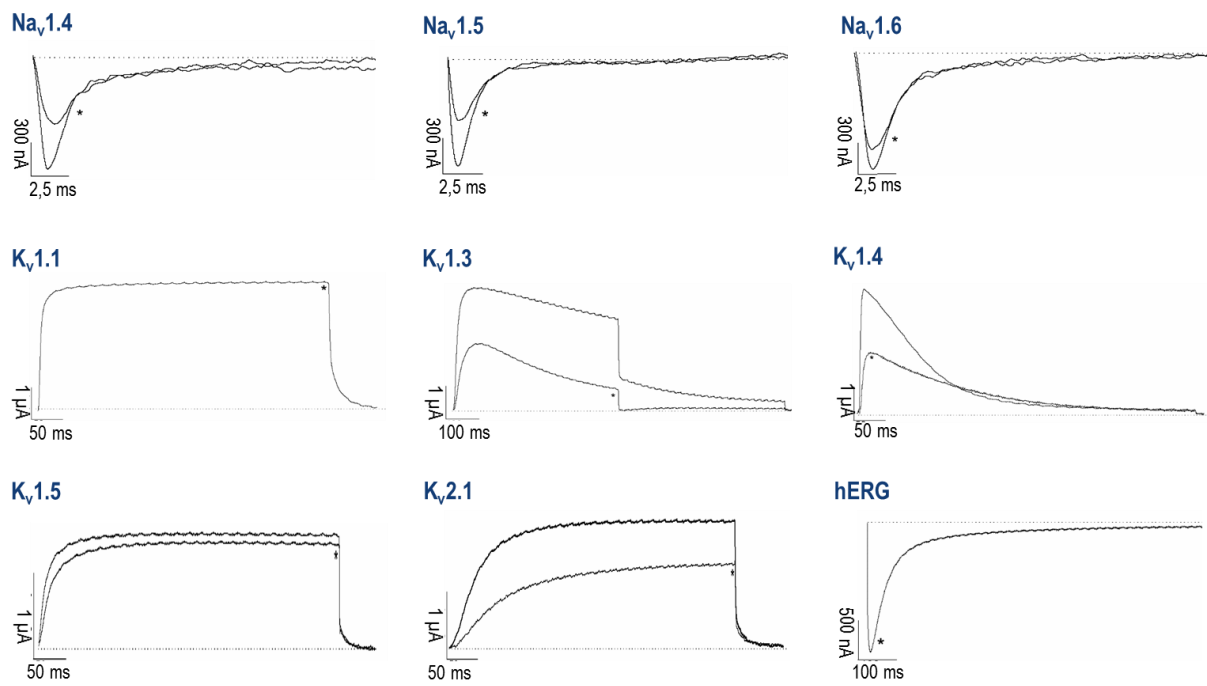 Nav1.4
Nav1.5
Nav1.6
*
*
*
300 nA
300 nA
300 nA
2,5 ms
2,5 ms
2,5 ms
Kv1.1
Kv1.3
Kv1.4
*
*
*
1 µA
1 µA
1 µA
50 ms
100 ms
50 ms
Kv1.5
Kv2.1
hERG
*
*
*
1 µA
1 µA
500 nA
50 ms
50 ms
100 ms